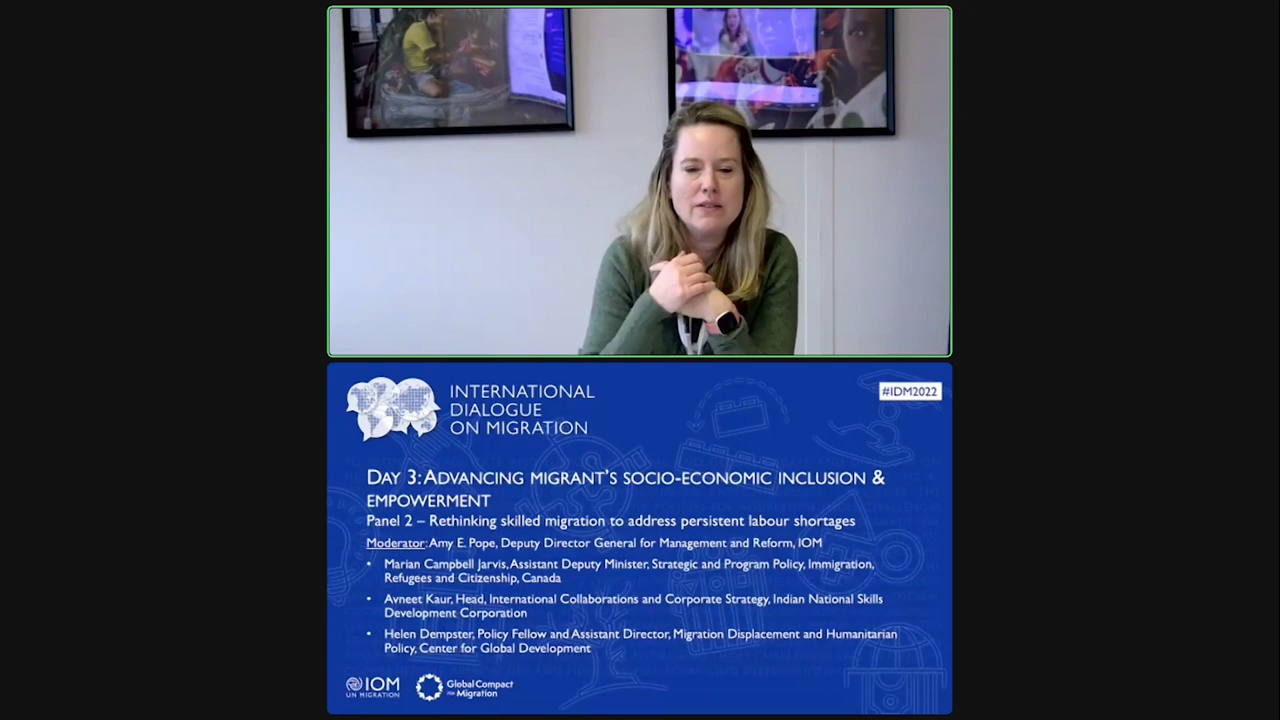 INTERNATIONAL
DIALOGUE
ON MIGRATION
#IDM2022
DAY 3: ADVANCING MIGRANT'S SOCIO-ECONOMIC INCLUSION &
EMPOWERMENT
Panel 2 – Rethinking skilled migration to address persistent labour shortages
Moderator: Amy E. Pope, Deputy Director General for Management and Reform, IOM
• Marian Campbell Jarvis, Assistant Deputy Minister, Strategic and Program Policy, Immigration,
Refugees and Citizenship, Canada
• Avneet Kaur, Head, International Collaborations and Corporate Strategy, Indian National Skills
Development Corporation
• Helen Dempster, Policy Fellow and Assistant Director, Migration Displacement and Humanitarian
Policy, Center for Global Development
IOM
UN MIGRATION
Global Compact
FOR Migration